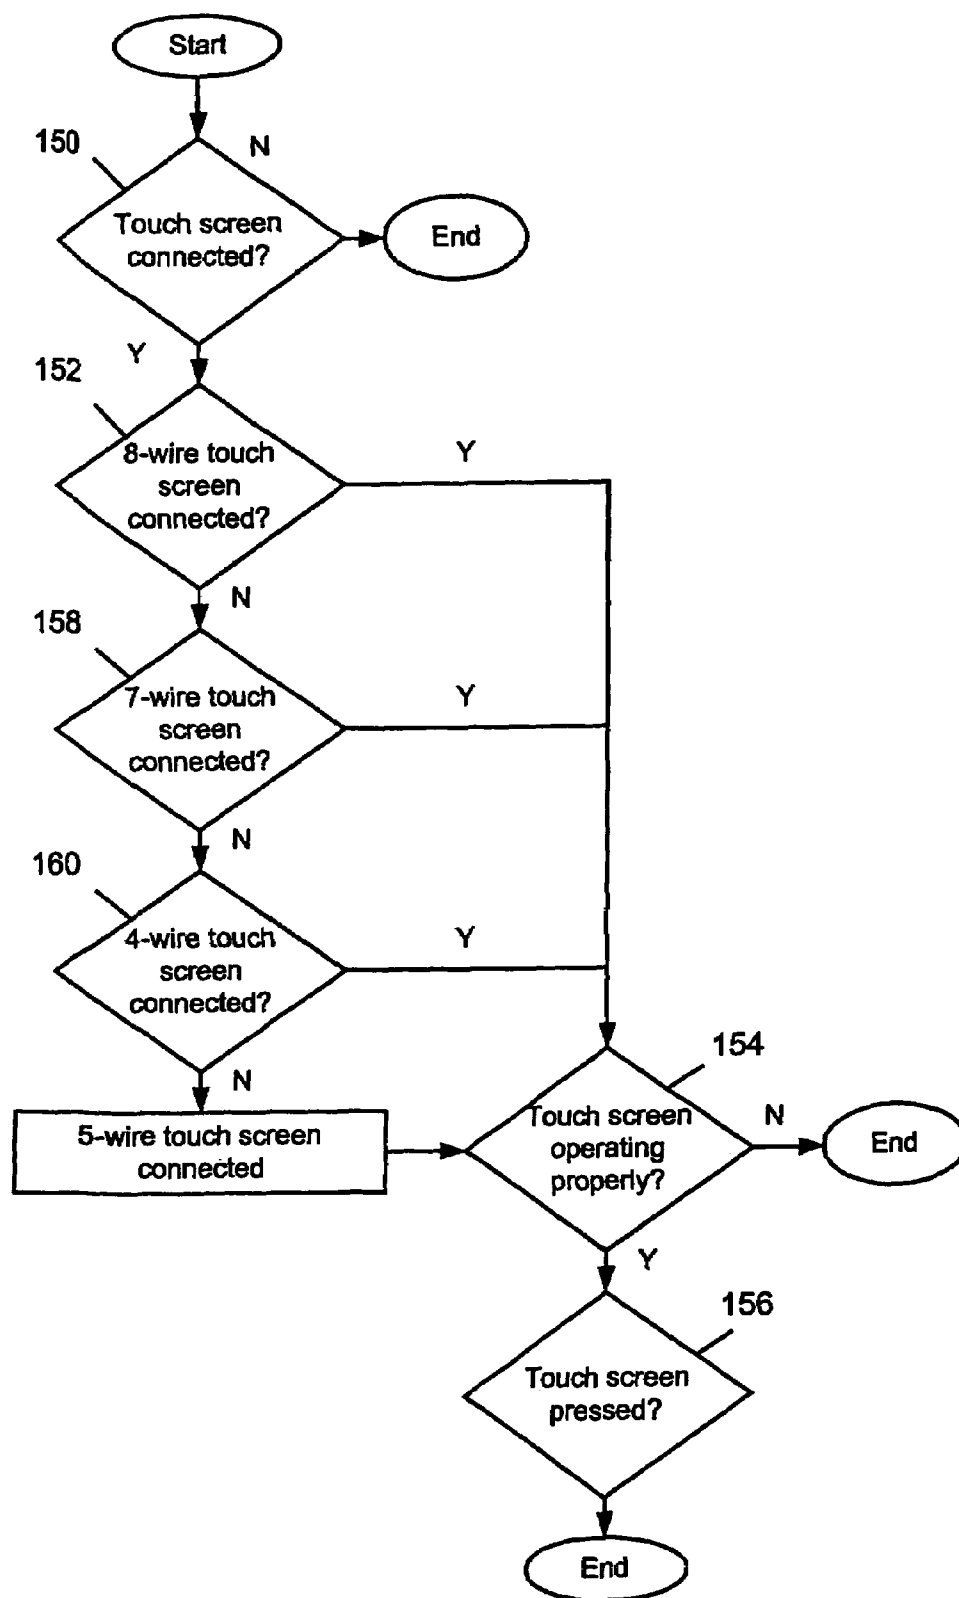 Start
150
N
Touch screen
connected?
End
Y
152
8-wire touch
screen
connected?
Y
N
158
7-wire touch
screen
connected?
Y
N
160
4-wire touch
screen
connected?
Y
N
5-wire touch screen
connected
154
Touch screen
operating
properly?
N
End
Y
156
Touch screen
pressed?
End